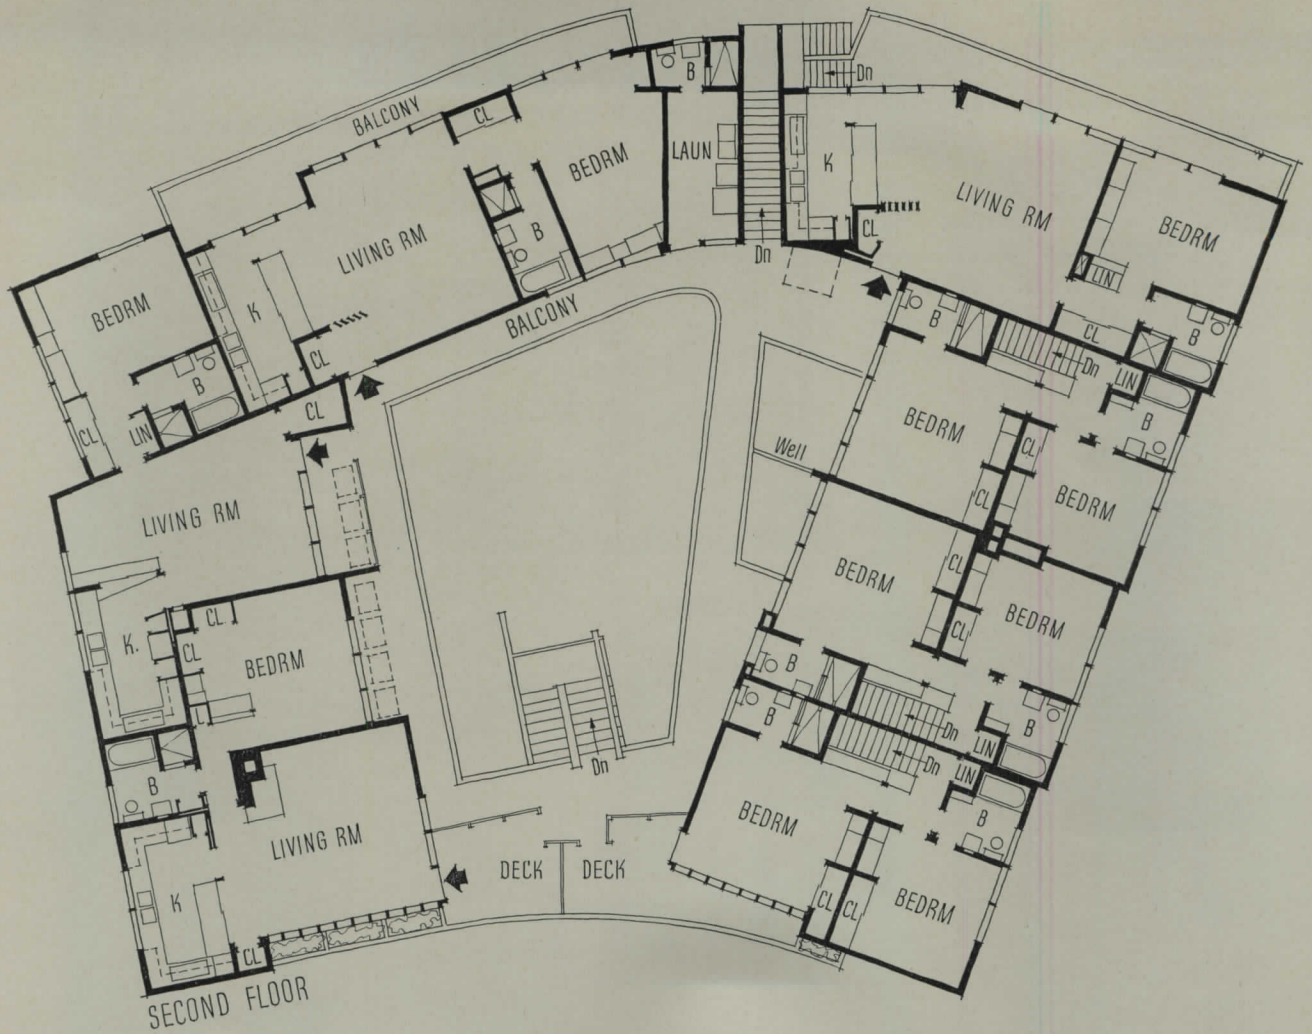 B
Dn
BALCONY
CL
LAUN
BEDRM
K
LIVING RM
BEDRM
LIVING RM
B
CL
Dn
LIN
BEDRM
K
BALCONY
CL
B
B
CL
Dn
LIN
B
CL
LIN
CL
BEDRM
CL
B
Well
LIVING RM
CL
BEDRM
BEDRM
CL
CL
K.
CL
BEDRM
CL
BEDRM
B
B
Dn
B
LIN
Dn
Dn
LIN
B
LIVING RM
BEDRM
B
DECK
DECK
K
CL
CL
BEDRM
CL
SECOND FLOOR